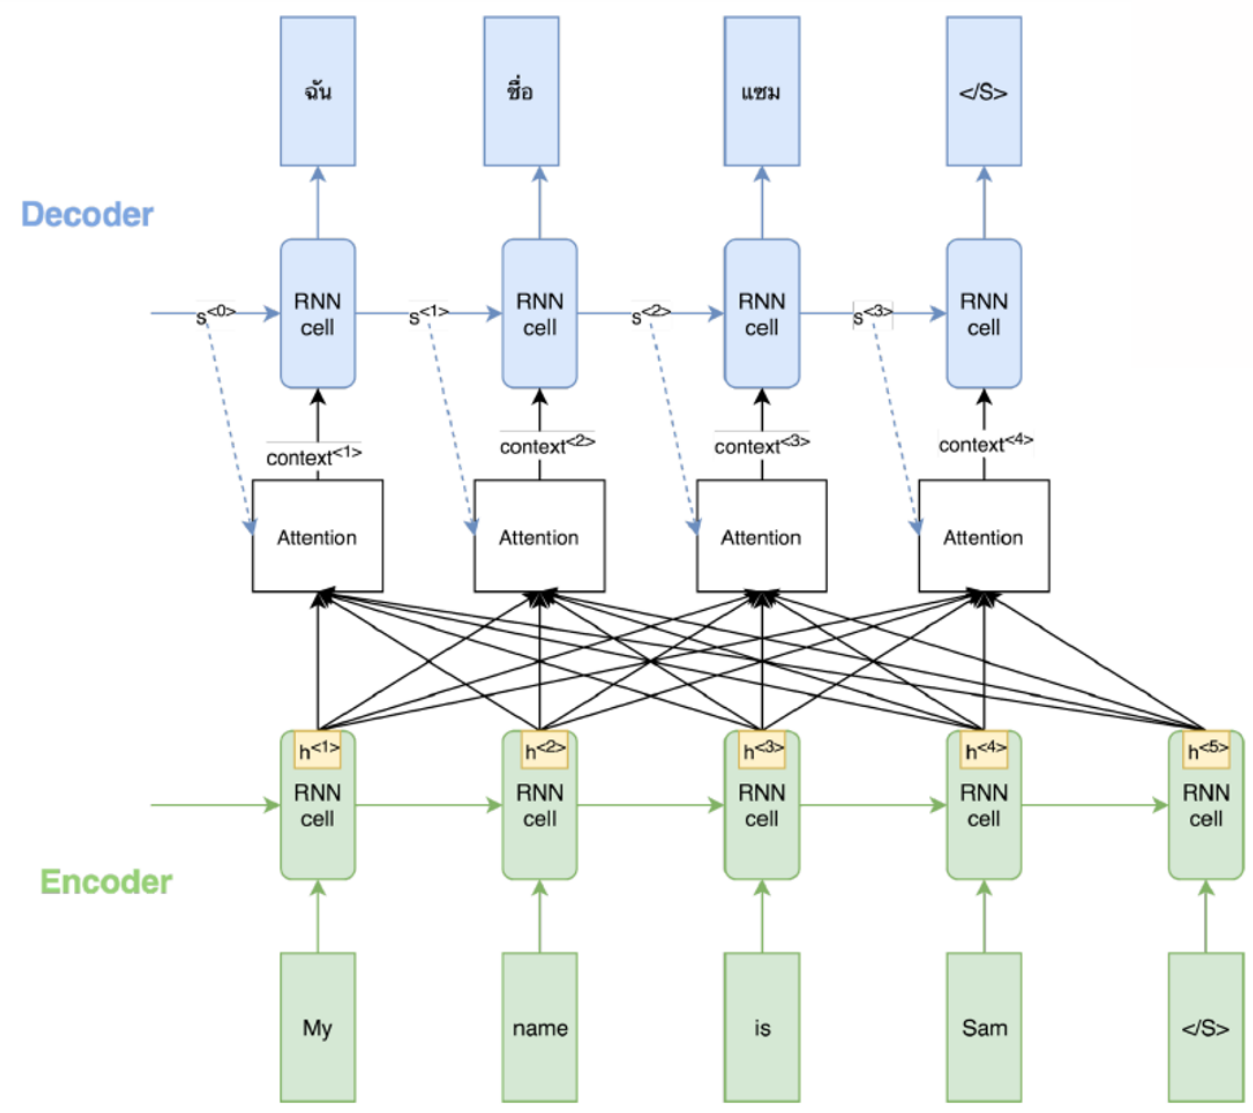 ฉัน ชื่อ แซม </S>
Decoder
RNN cell RNN cell RNN cell RNN cell
s<0> s<1> s<2> s<3>
context<1> context<2> context<3> context<4>
Attention Attention Attention Attention
h<1> h<2> h<3> h<4> h<5>
RNN cell RNN cell RNN cell RNN cell RNN cell
Encoder
My name is Sam </S>